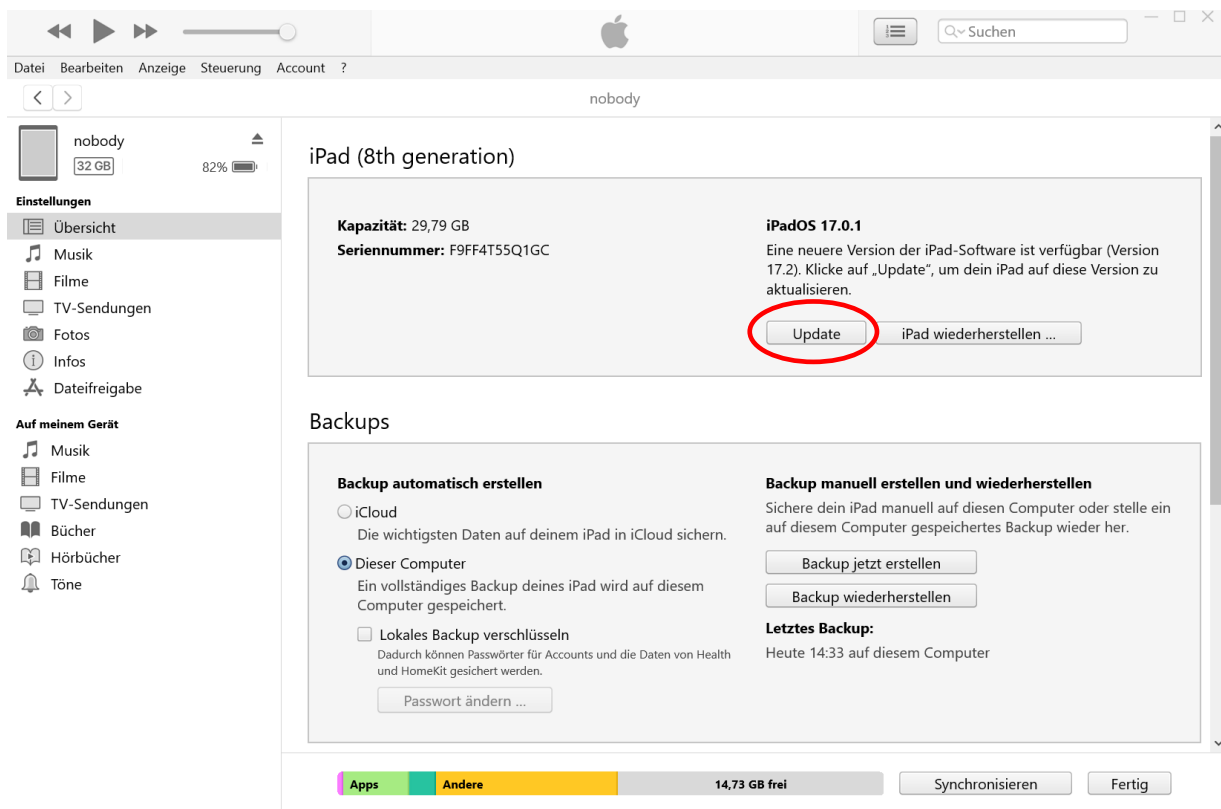 Suchen
Datei Bearbeiten Anzeige Steuerung Account ?
nobody
nobody
32 GB
82%
Einstellungen
Übersicht
Musik
Filme
TV-Sendungen
Fotos
Infos
Dateifreigabe
Auf meinem Gerät
Musik
Filme
TV-Sendungen
Bücher
Hörbücher
Töne
iPad (8th generation)
Kapazität: 29,79 GB
Seriennummer: F9FF4T55Q1GC
iPadOS 17.0.1
Eine neuere Version der iPad-Software ist verfügbar (Version
17.2). Klicke auf „Update“, um dein iPad auf diese Version zu
aktualisieren.
Update
iPad wiederherstellen ...
Backups
Backup automatisch erstellen
iCloud
Die wichtigsten Daten auf deinem iPad in iCloud sichern.
Dieser Computer
Ein vollständiges Backup deines iPad wird auf diesem
Computer gespeichert.
Lokales Backup verschlüsseln
Dadurch können Passwörter für Accounts und die Daten von Health
und HomeKit gesichert werden.
Passwort ändern ...
Backup manuell erstellen und wiederherstellen
Sichere dein iPad manuell auf diesen Computer oder stelle ein
auf diesem Computer gespeichertes Backup wieder her.
Backup jetzt erstellen
Backup wiederherstellen
Letztes Backup:
Heute 14:33 auf diesem Computer
Apps
Andere
14,73 GB frei
Synchronisieren
Fertig